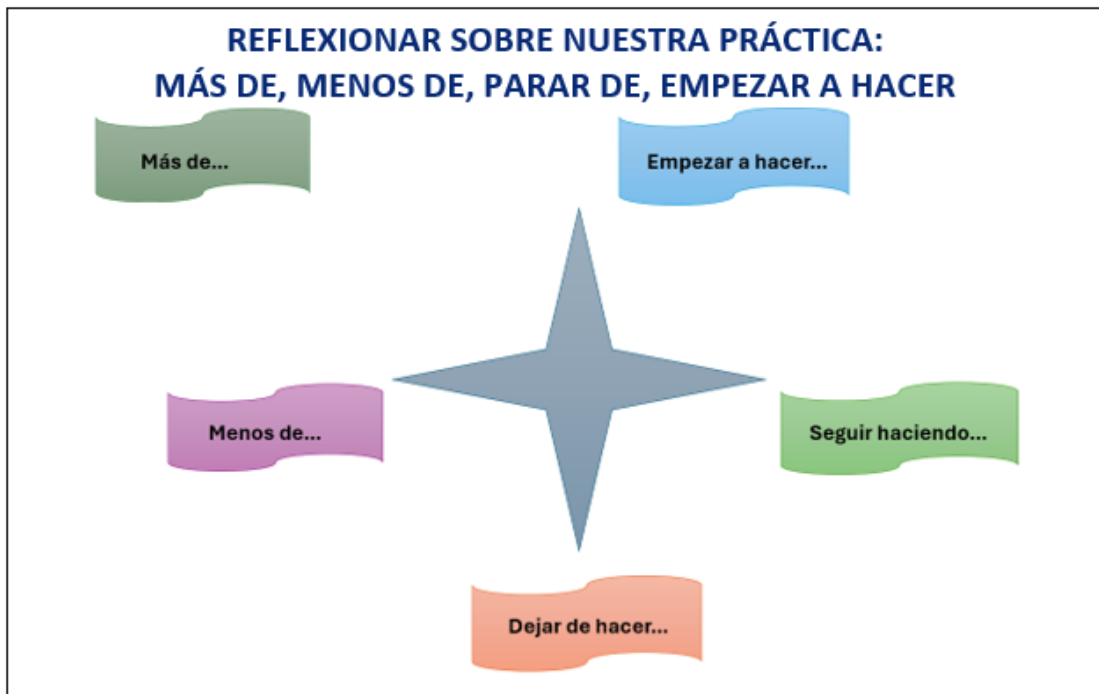 REFLEXIONAR SOBRE NUESTRA PRÁCTICA:
MÁS DE, MENOS DE, PARAR DE, EMPEZAR A HACER
Más de...
Empezar a hacer...
Menos de...
Seguir haciendo...
Dejar de hacer...